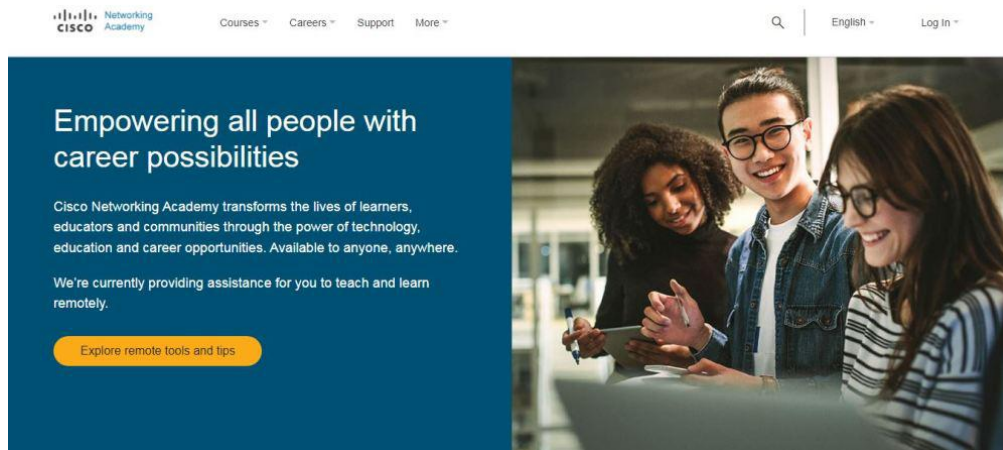 Networking
CISCO Academy
Courses Careers Support More English Log In
Empowering all people with
career possibilities
Cisco Networking Academy transforms the lives of learners,
educators and communities through the power of technology,
education and career opportunities. Available to anyone, anywhere.
We're currently providing assistance for you to teach and learn
remotely.
Explore remote tools and tips